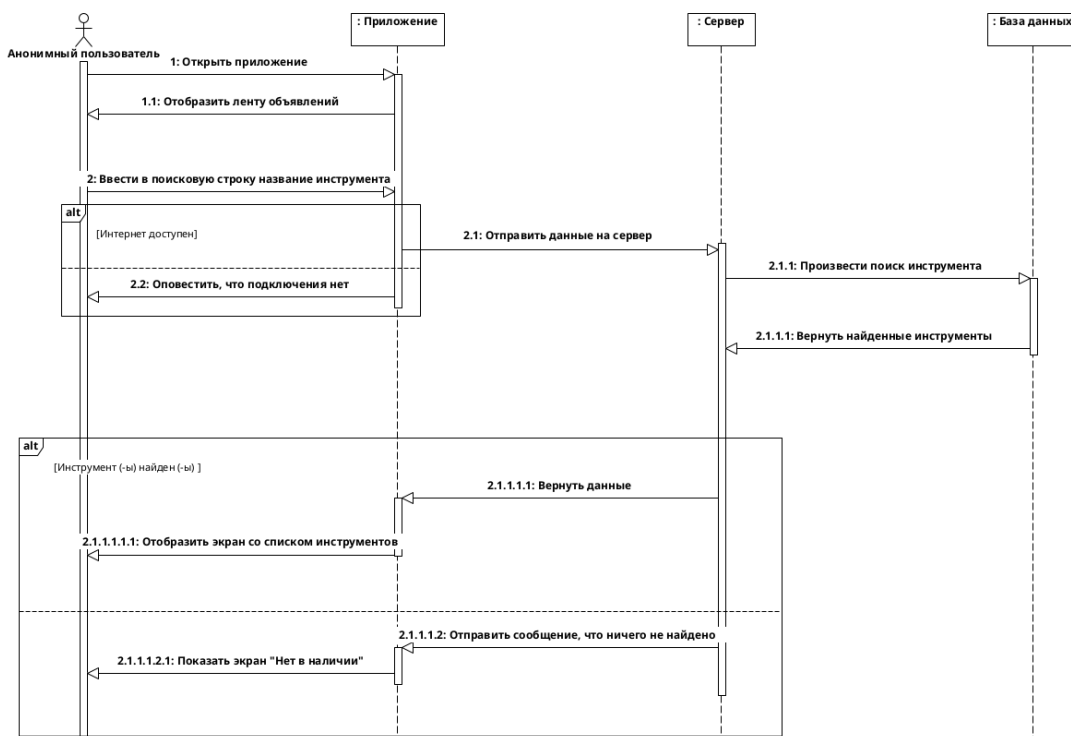 : Приложение
: Сервер
: База данных
Анонимный пользователь
1: Открыть приложение
1.1: Отобразить ленту объявлений
2: Ввести в поисковую строку название инструмента
alt
[Интернет доступен]
2.1: Отправить данные на сервер
2.1.1: Произвести поиск инструмента
2.2: Оповестить, что подключения нет
2.1.1.1: Вернуть найденные инструменты
alt
[Инструмент (-ы) найден (-ы) ]
2.1.1.1.1: Вернуть данные
2.1.1.1.1.1: Отобразить экран со списком инструментов
2.1.1.1.2: Отправить сообщение, что ничего не найдено
2.1.1.1.2.1: Показать экран "Нет в наличии"